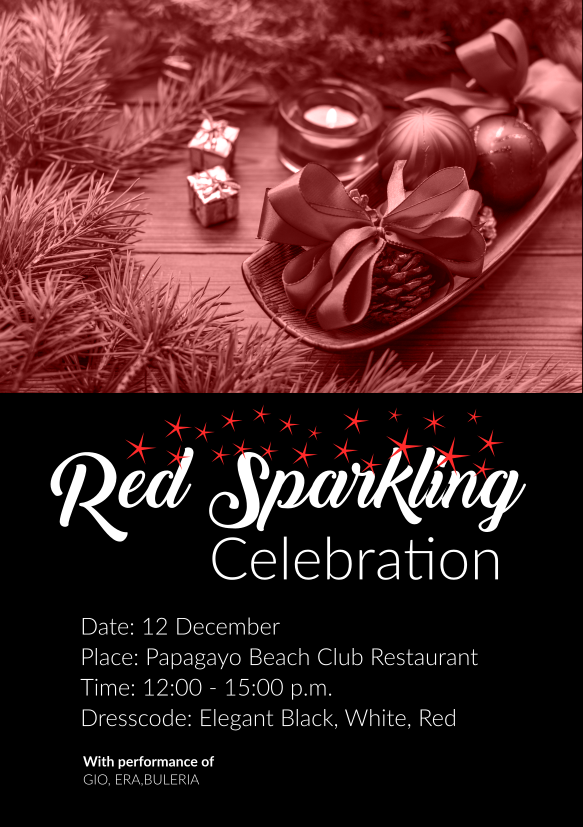 Red Sparkling
Celebration
Date: 12 December
Place: Papagayo Beach Club Restaurant
Time: 12:00 - 15:00 p.m.
Dresscode: Elegant Black, White, Red
With performance of
GIO, ERA,BULERIA